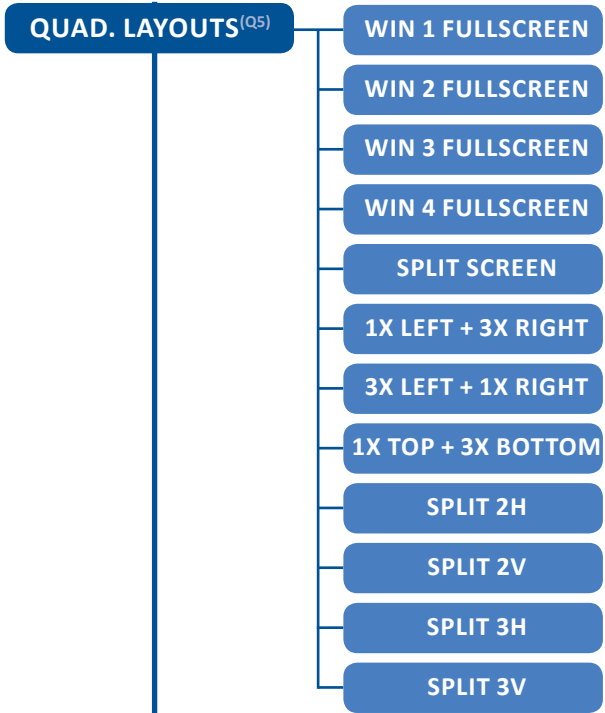 QUAD. LAYOUTS(Q5)
WIN 1 FULLSCREEN
WIN 2 FULLSCREEN
WIN 3 FULLSCREEN
WIN 4 FULLSCREEN
SPLIT SCREEN
1X LEFT + 3X RIGHT
3X LEFT + 1X RIGHT
1X TOP + 3X BOTTOM
SPLIT 2H
SPLIT 2V
SPLIT 3H
SPLIT 3V